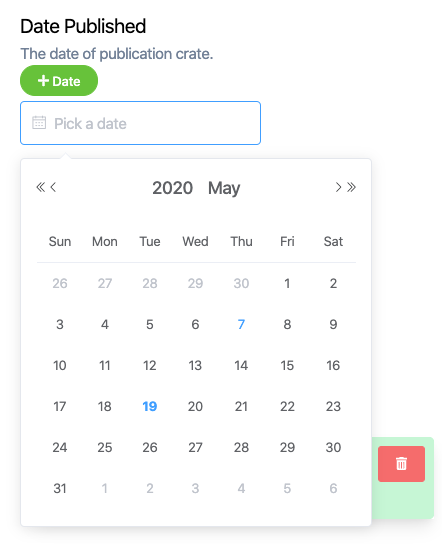 Date Published
The date of publication crate.
+ Date
Pick a date
2020 May
Sun Mon Tue Wed Thu Fri Sat
26 27 28 29 30 1 2
3 4 5 6 7 8 9
10 11 12 13 14 15 16
17 18 19 20 21 22 23
24 25 26 27 28 29 30
31 1 2 3 4 5 6